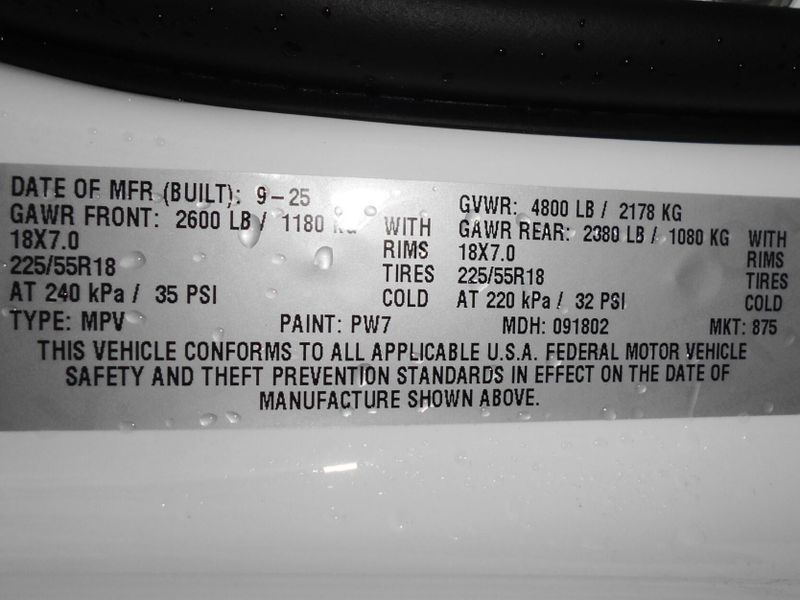 DATE OF MFR (BUILT): 9-25 GVWR: 4800 LB / 2178 KG
GAWR FRONT: 2600 LB / 1180 KG WITH GAWR REAR: 2380 LB / 1080 KG WITH
18X7.0 RIMS 18X7.0 RIMS
225/55R18 TIRES 225/55R18 TIRES
AT 240 kPa / 35 PSI COLD AT 220 kPa / 32 PSI COLD
TYPE: MPV PAINT: PW7 MDH: 091802 MKT: 875
THIS VEHICLE CONFORMS TO ALL APPLICABLE U.S.A. FEDERAL MOTOR VEHICLE
SAFETY AND THEFT PREVENTION STANDARDS IN EFFECT ON THE DATE OF
MANUFACTURE SHOWN ABOVE.